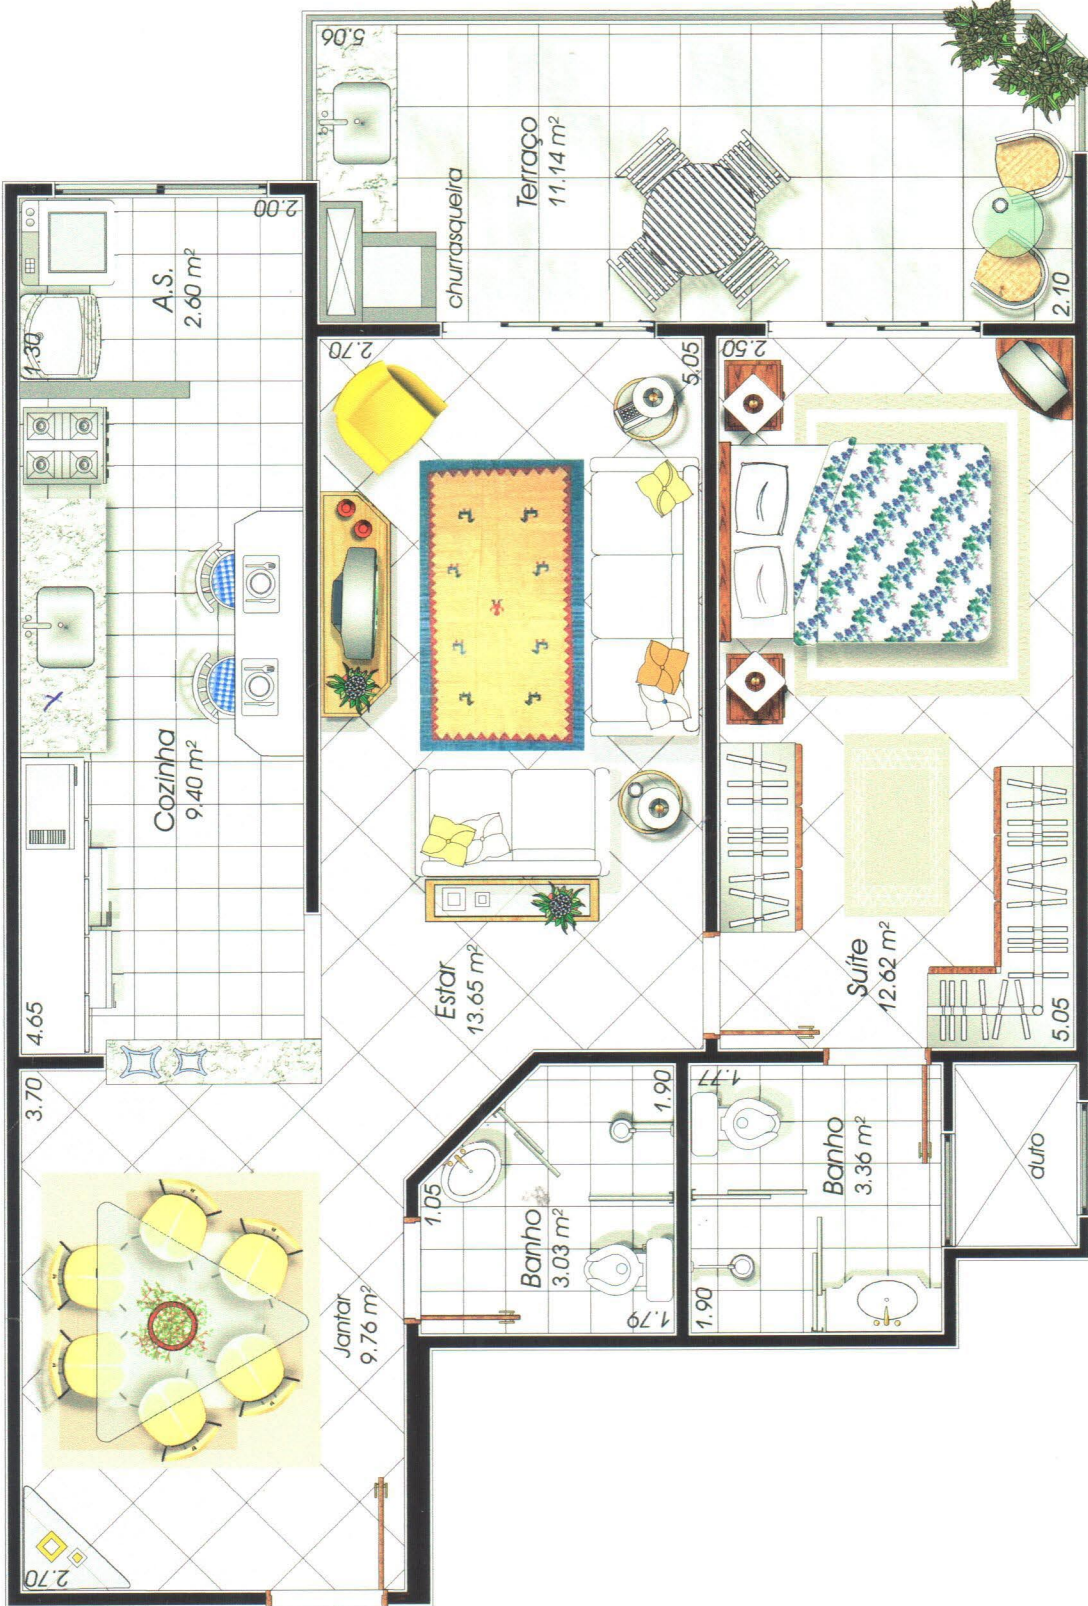 5.06
Terraço
11.14 m²
churrasqueira
2.10
2.00
A.S.
2.60 m²
1.30
2.70
5.05
2.50
Cozinha
9.40 m²
4.65
Estar
13.65 m²
Suíte
12.62 m²
5.05
3.70
Jantar
9.76 m²
2.70
1.05
1.90
Banho
3.03 m²
1.79
1.77
Banho
3.36 m²
1.90
duto